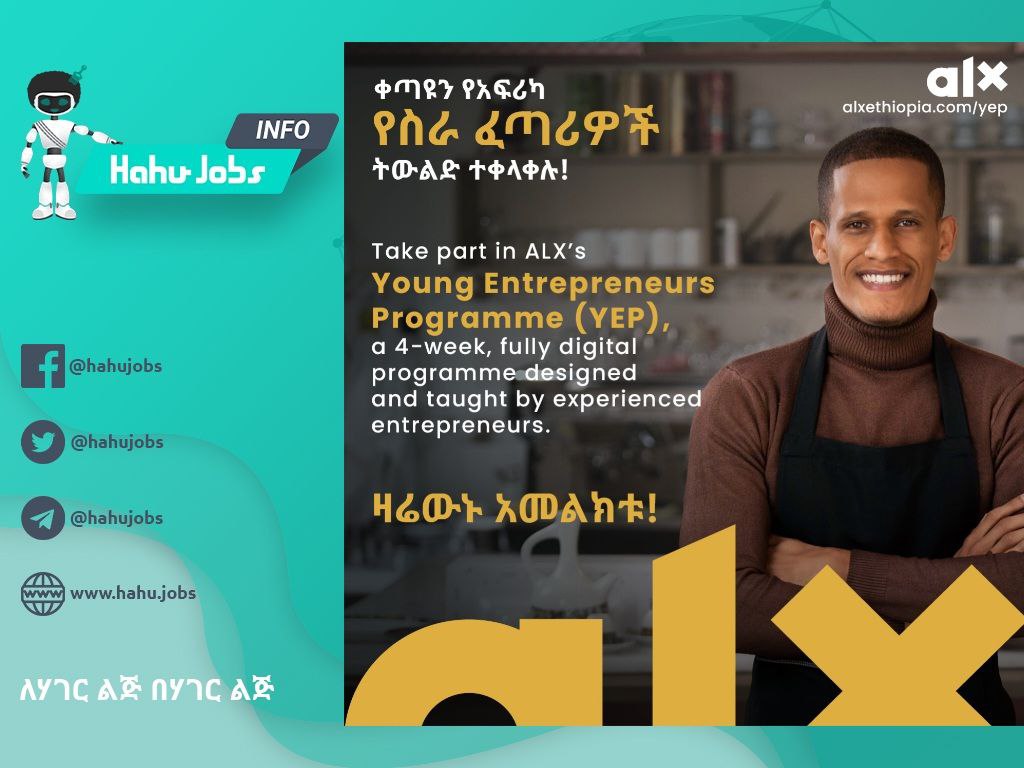 INFO
Hahu Jobs
@hahujobs
@hahujobs
@hahujobs
www.hahu.jobs
ለሃገር ልጅ በሃገር ልጅ
alx
alxethiopia.com/yep
ቀጣዩን የአፍሪካ
የስራ ፈጣሪዎች
ትውልድ ተቀላቀሉ!
Take part in ALX’s
Young Entrepreneurs
Programme (YEP),
a 4-week, fully digital
programme designed
and taught by experienced
entrepreneurs.
ዛሬውኑ አመልክቱ!
alx